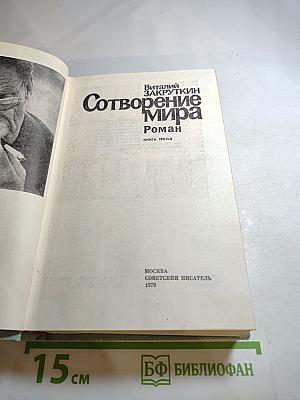 Виталий
ЗАКРУТКИН
Сотворение
мира
Роман
КНИГА ТРЕТЬЯ
МОСКВА
СОВЕТСКИЙ ПИСАТЕЛЬ
1979
15 СМ
БФ БИБЛИОФАН